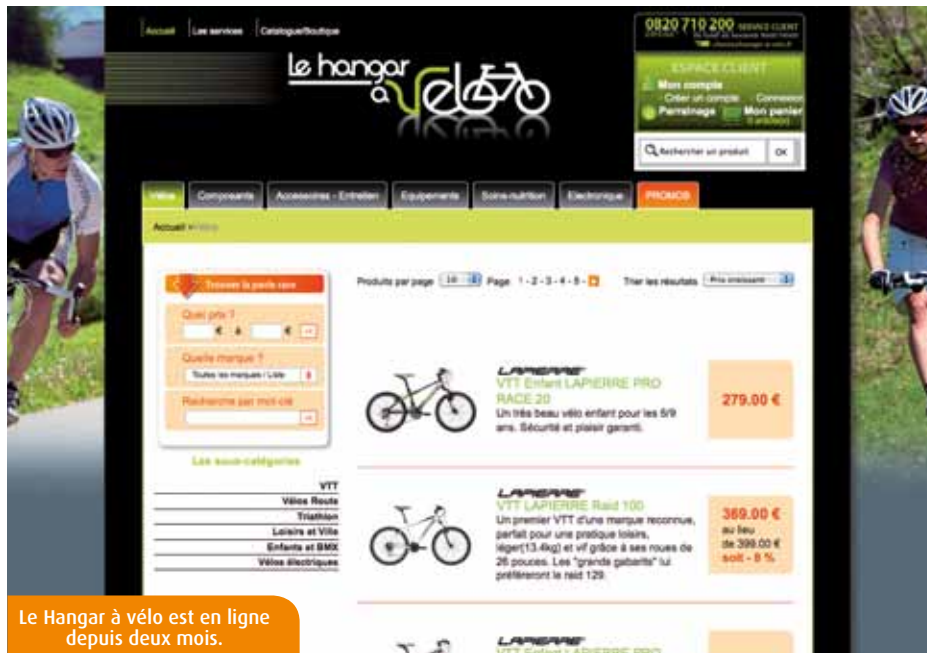 Accueil
Les services
Catalogue/Boutique
Le hangar
à vélo
0820 710 200 SERVICE CLIENT
ESPACE CLIENT
Mon compte
Créer un compte Connexion
Parrainage Mon panier
0 article(s)
Rechercher un produit OK
Vélos Composants Accessoires - Entretien Equipements Soins-nutrition Electronique PROMOS
Accueil > Vélos
Trouver la perle rare
Quel prix ?
€ à €
Quelle marque ?
Toutes les marques / Liste
Recherche par mot clé
Les sous-catégories
VTT
Vélos Route
Triathlon
Loisirs et Ville
Enfants et BMX
Vélos électriques
Produits par page 10 Page 1 - 2 - 3 - 4 - 5 - Trier les résultats Prix croissant
LAPIERRE
VTT Enfant LAPIERRE PRO
RACE 20
Un très beau vélo enfant pour les 6/9
ans. Sécurité et plaisir garanti.
279.00 €
LAPIERRE
VTT LAPIERRE Raid 100
Un premier VTT d'une marque reconnue,
parfait pour une pratique loisirs,
léger(13.4kg) et vif grâce à ses roues de
26 pouces. Les "grands gabarits" lui
préfèreront le raid 129.
369.00 €
au lieu
de 399.00 €
soit - 8 %
LAPIERRE
VTT Enfant LAPIERRE PRO
Le Hangar à vélo est en ligne
depuis deux mois.